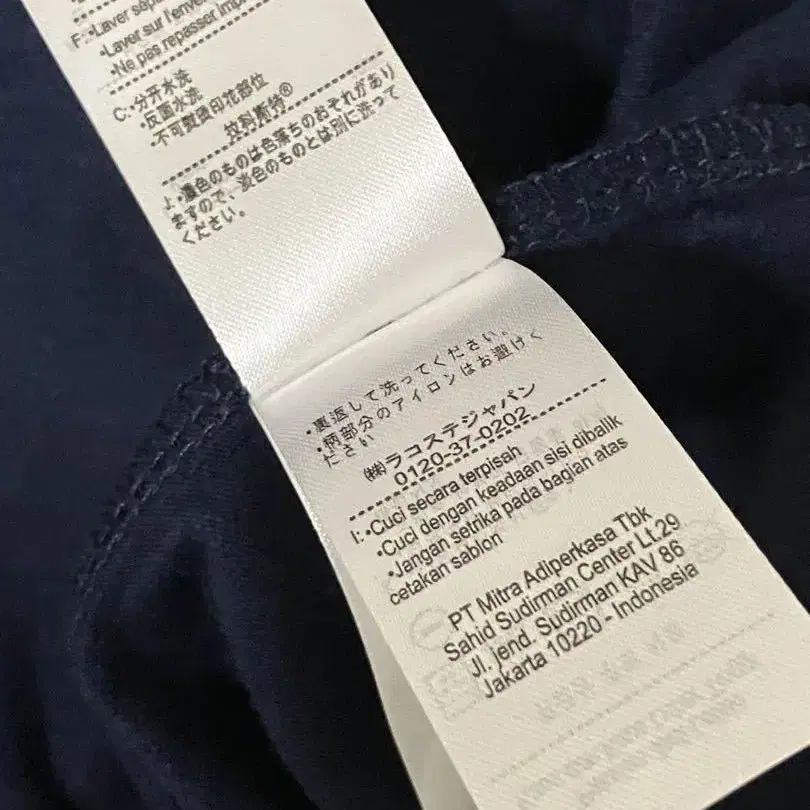 F:•Laver sép
•Laver sur l'enve
•Ne pas repasser impr
C:•分开水洗
•反面水洗
•不可熨烫印花部位
®
J:•濃色のものは色落ちのおそれがあり
ますので、淡色のものとは別に洗って
ください。
•裏返して洗ってください。
•柄部分のアイロンはお避けく
ださい
㈱ラコステジャパン
0120-37-0202
I:•Cuci secara terpisah
•Cuci dengan keadaan sisi dibalik
•Jangan setrika pada bagian atas
cetakan sablon
PT Mitra Adiperkasa Tbk
Sahid Sudirman Center Lt.29
Jl. jend. Sudirman KAV 86
Jakarta 10220 - Indonesia